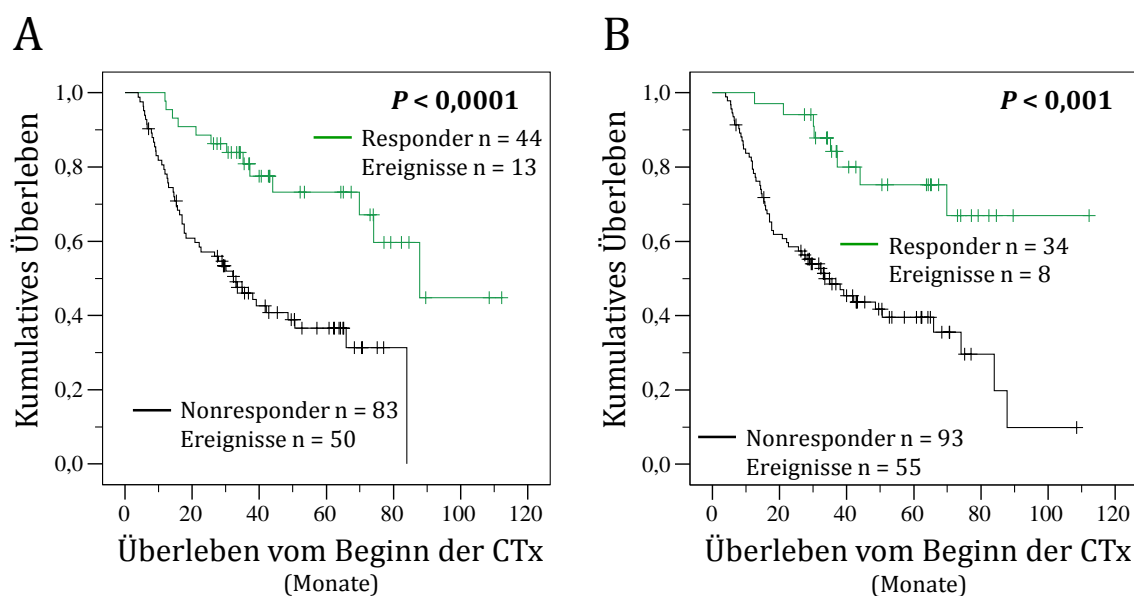 A
P < 0,0001
Responder n = 44
Ereignisse n = 13
Nonresponder n = 83
Ereignisse n = 50
1,0
0,8
0,6
0,4
0,2
0,0
Kumulatives Überleben
0 20 40 60 80 100 120
Überleben vom Beginn der CTx
(Monate)
B
P < 0,001
Responder n = 34
Ereignisse n = 8
Nonresponder n = 93
Ereignisse n = 55
1,0
0,8
0,6
0,4
0,2
0,0
Kumulatives Überleben
0 20 40 60 80 100 120
Überleben vom Beginn der CTx
(Monate)